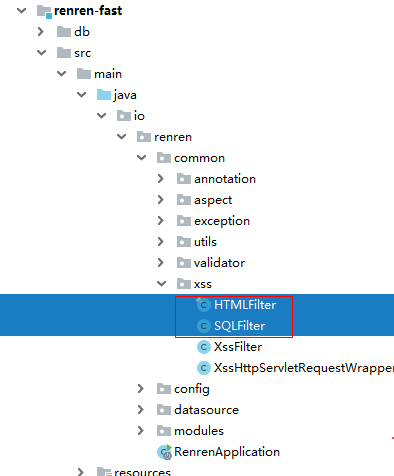 renren-fast
db
src
main
java
io
renren
common
annotation
aspect
exception
utils
validator
xss
HTMLFilter
SQLFilter
XssFilter
XssHttpServletRequestWrapper
config
datasource
modules
RenrenApplication
resources